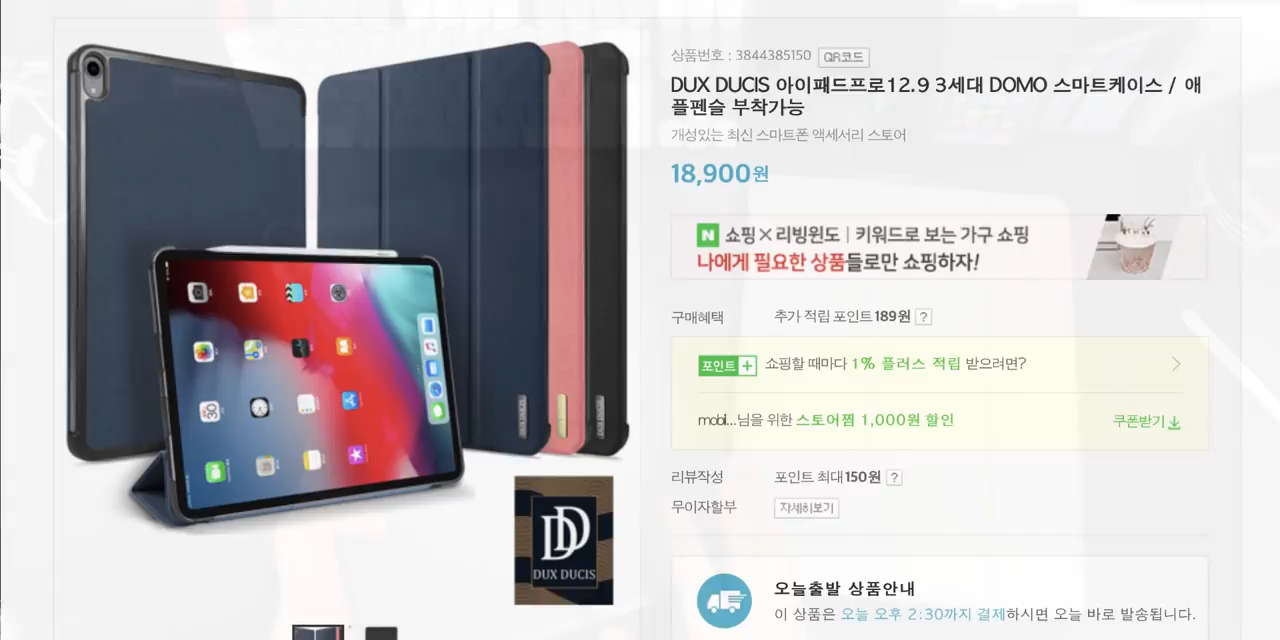 상품번호 : 3844385150 QR코드
DUX DUCIS 아이패드프로12.9 3세대 DOMO 스마트케이스 / 애
플펜슬 부착가능
개성있는 최신 스마트폰 액세서리 스토어
18,900원
N 쇼핑×리빙윈도 | 키워드로 보는 가구 쇼핑
나에게 필요한 상품들로만 쇼핑하자!
구매혜택 추가 적립 포인트 189원 ?
포인트 + 쇼핑할 때마다 1% 플러스 적립 받으려면?
mobil...님을 위한 스토어찜 1,000원 할인 쿠폰받기
리뷰작성 포인트 최대 150원 ?
무이자할부 자세히보기
오늘출발 상품안내
이 상품은 오늘 오후 2:30까지 결제하시면 오늘 바로 발송됩니다.
30
DD
DUX DUCIS